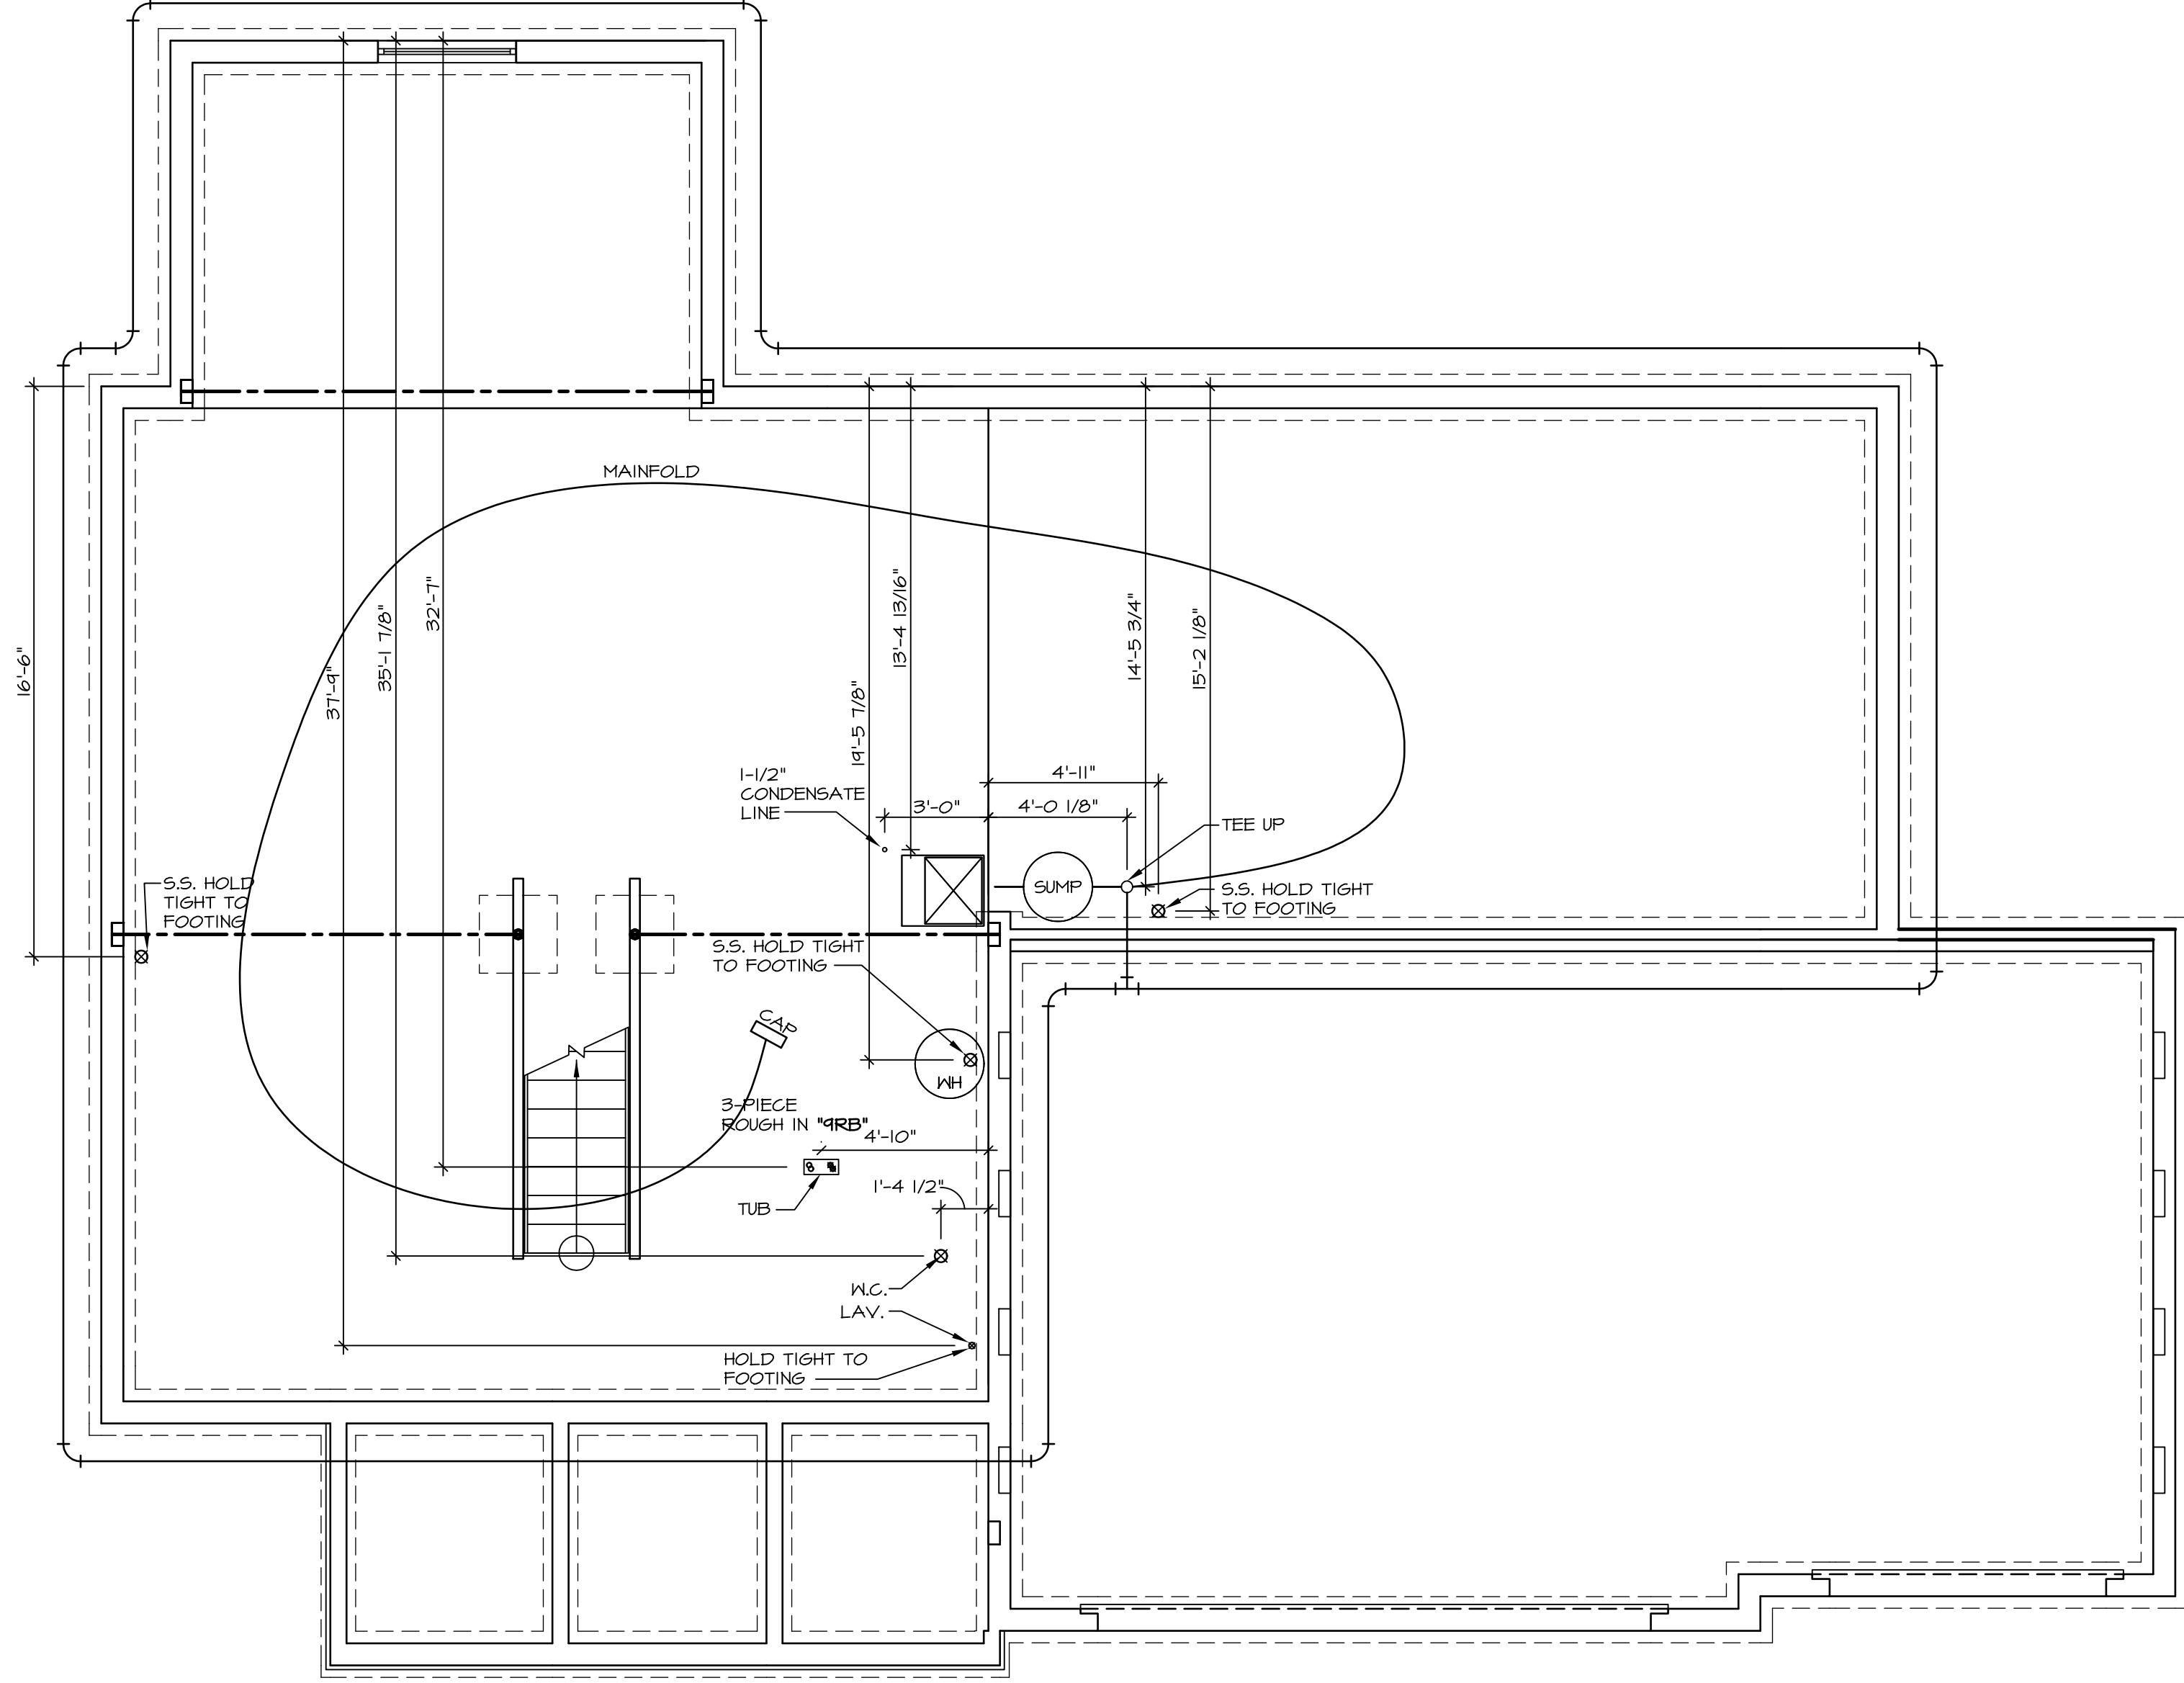 MAINFOLD
16'-6"
37'-9"
35'-1 7/8"
32'-7"
19'-5 7/8"
13'-4 13/16"
14'-5 3/4"
15'-2 1/8"
1-1/2"
CONDENSATE
LINE
3'-0"
4'-11"
4'-0 1/8"
TEE UP
SUMP
S.S. HOLD TIGHT
TO FOOTING
S.S. HOLD
TIGHT TO
FOOTING
S.S. HOLD TIGHT
TO FOOTING
CAP
WH
3-PIECE
ROUGH IN "9RB"
4'-10"
TUB
1'-4 1/2"
W.C.
LAV.
HOLD TIGHT TO
FOOTING